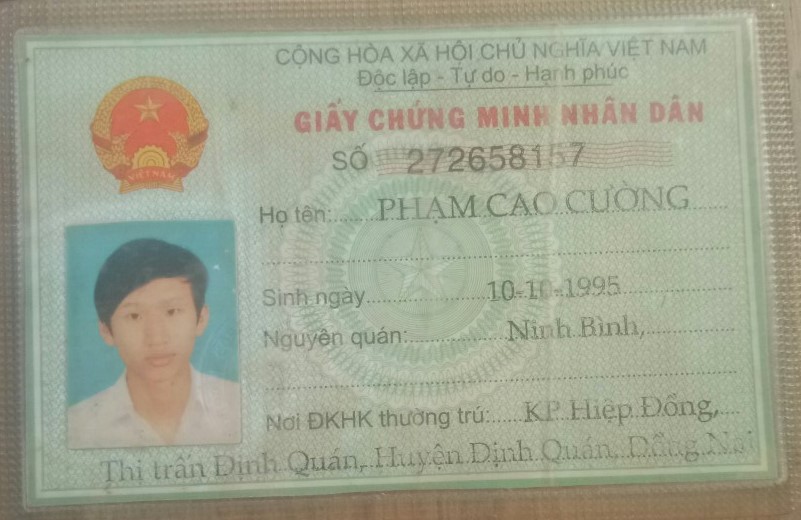 CỘNG HÒA XÃ HỘI CHỦ NGHĨA VIỆT NAM
Độc lập - Tự do - Hạnh phúc
GIẤY CHỨNG MINH NHÂN DÂN
SỐ 272658157
VIỆT NAM
Họ tên: PHẠM CAO CƯỜNG
Sinh ngày 10-10-1995
Nguyên quán: Ninh Bình,
Nơi ĐKHK thường trú: KP Hiệp Đồng,
Thị trấn Định Quán, Huyện Định Quán, Đồng Nai